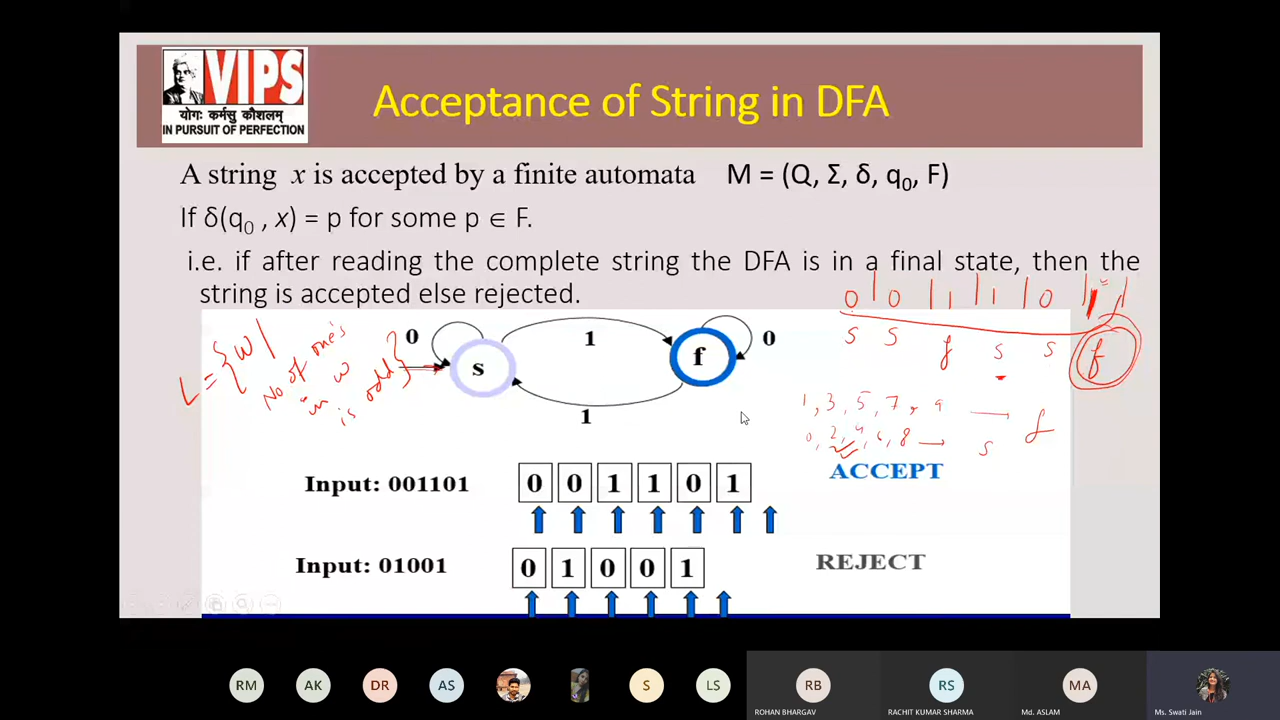 VIPS
योगः कर्मसु कौशलम्
IN PURSUIT OF PERFECTION
Acceptance of String in DFA
A string x is accepted by a finite automata M = (Q, Σ, δ, q₀, F)
If δ(q₀ , x) = p for some p ∈ F.
i.e. if after reading the complete string the DFA is in a final state, then the
string is accepted else rejected.
0 0 1 1 0 1
s s f s s f
L = {w |
No of one's
in w
is odd}
0 1 0
s f
1
1, 3, 5, 7, 9 f
0, 2, 4, 6, 8 → s
Input: 001101 0 0 1 1 0 1 ACCEPT
Input: 01001 0 1 0 0 1 REJECT
RM AK DR AS S LS RB RS MA
ROHAN BHARGAV RACHIT KUMAR SHARMA Md. ASLAM Ms. Swati Jain